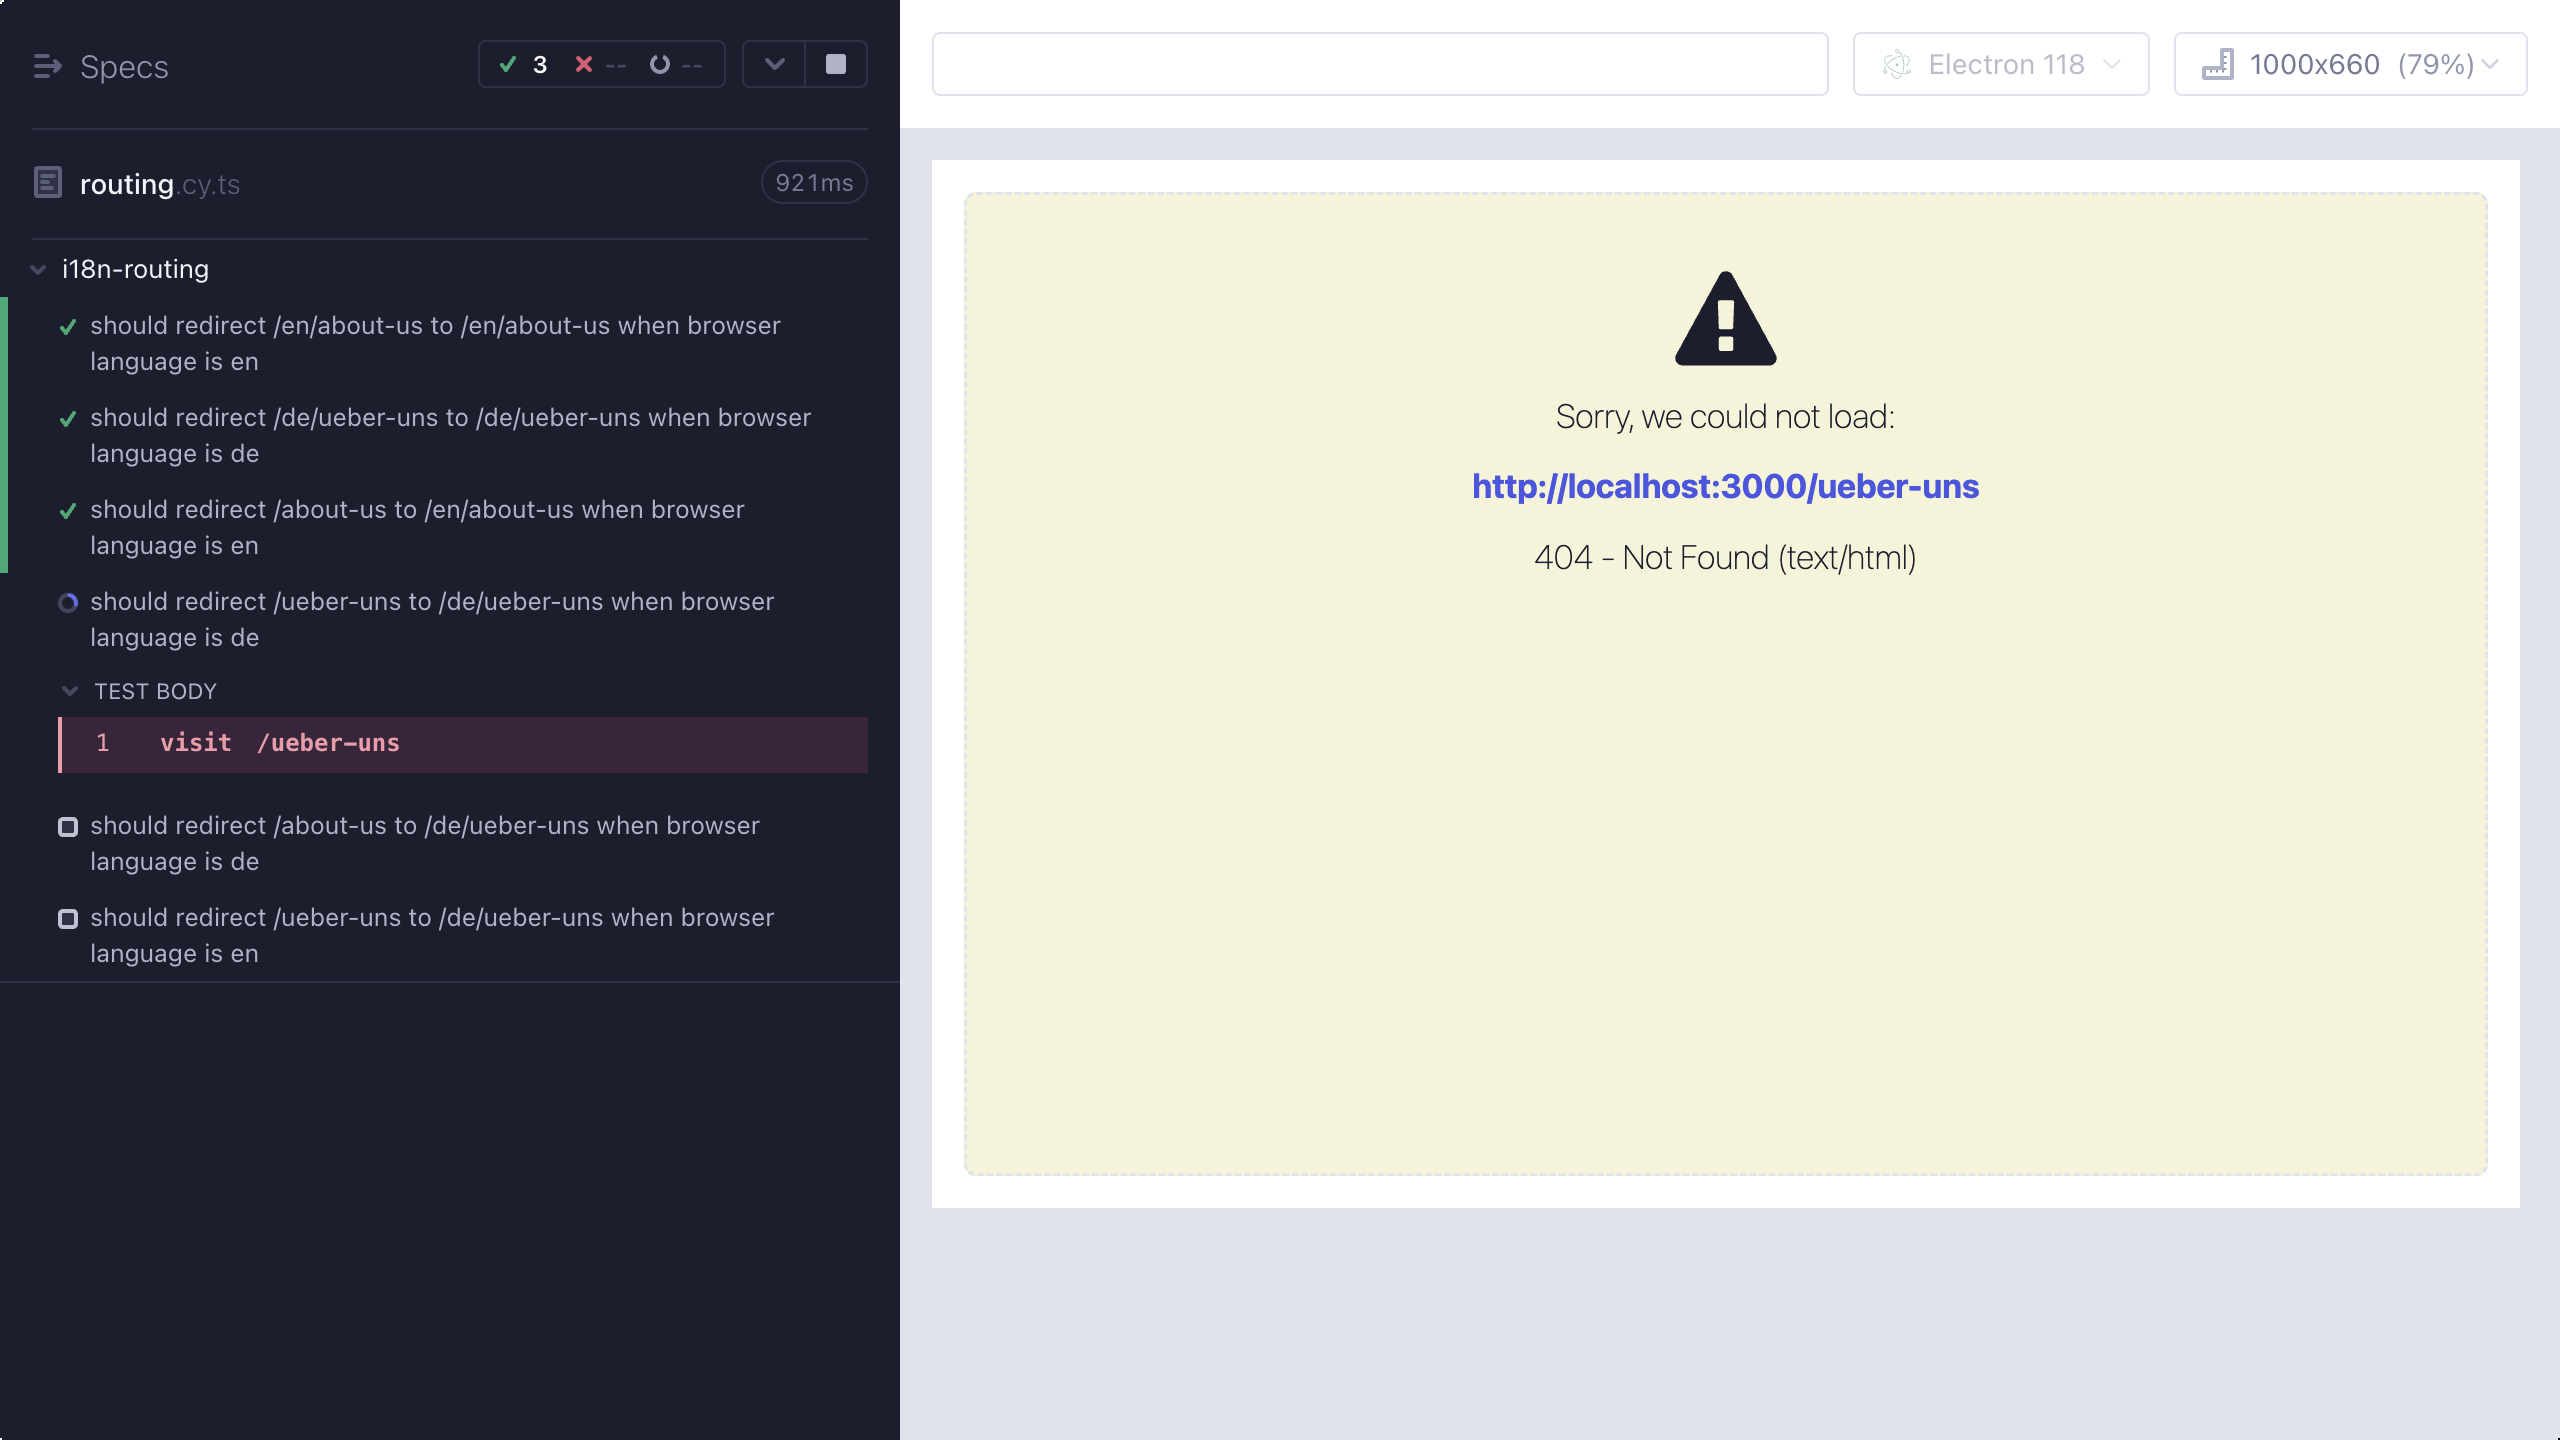 Specs
3 -- --
routing.cy.ts
921ms
i18n-routing
should redirect /en/about-us to /en/about-us when browser
language is en
should redirect /de/ueber-uns to /de/ueber-uns when browser
language is de
should redirect /about-us to /en/about-us when browser
language is en
should redirect /ueber-uns to /de/ueber-uns when browser
language is de
TEST BODY
1 visit /ueber-uns
should redirect /about-us to /de/ueber-uns when browser
language is de
should redirect /ueber-uns to /de/ueber-uns when browser
language is en
Electron 118
1000x660 (79%)
Sorry, we could not load:
http://localhost:3000/ueber-uns
404 - Not Found (text/html)